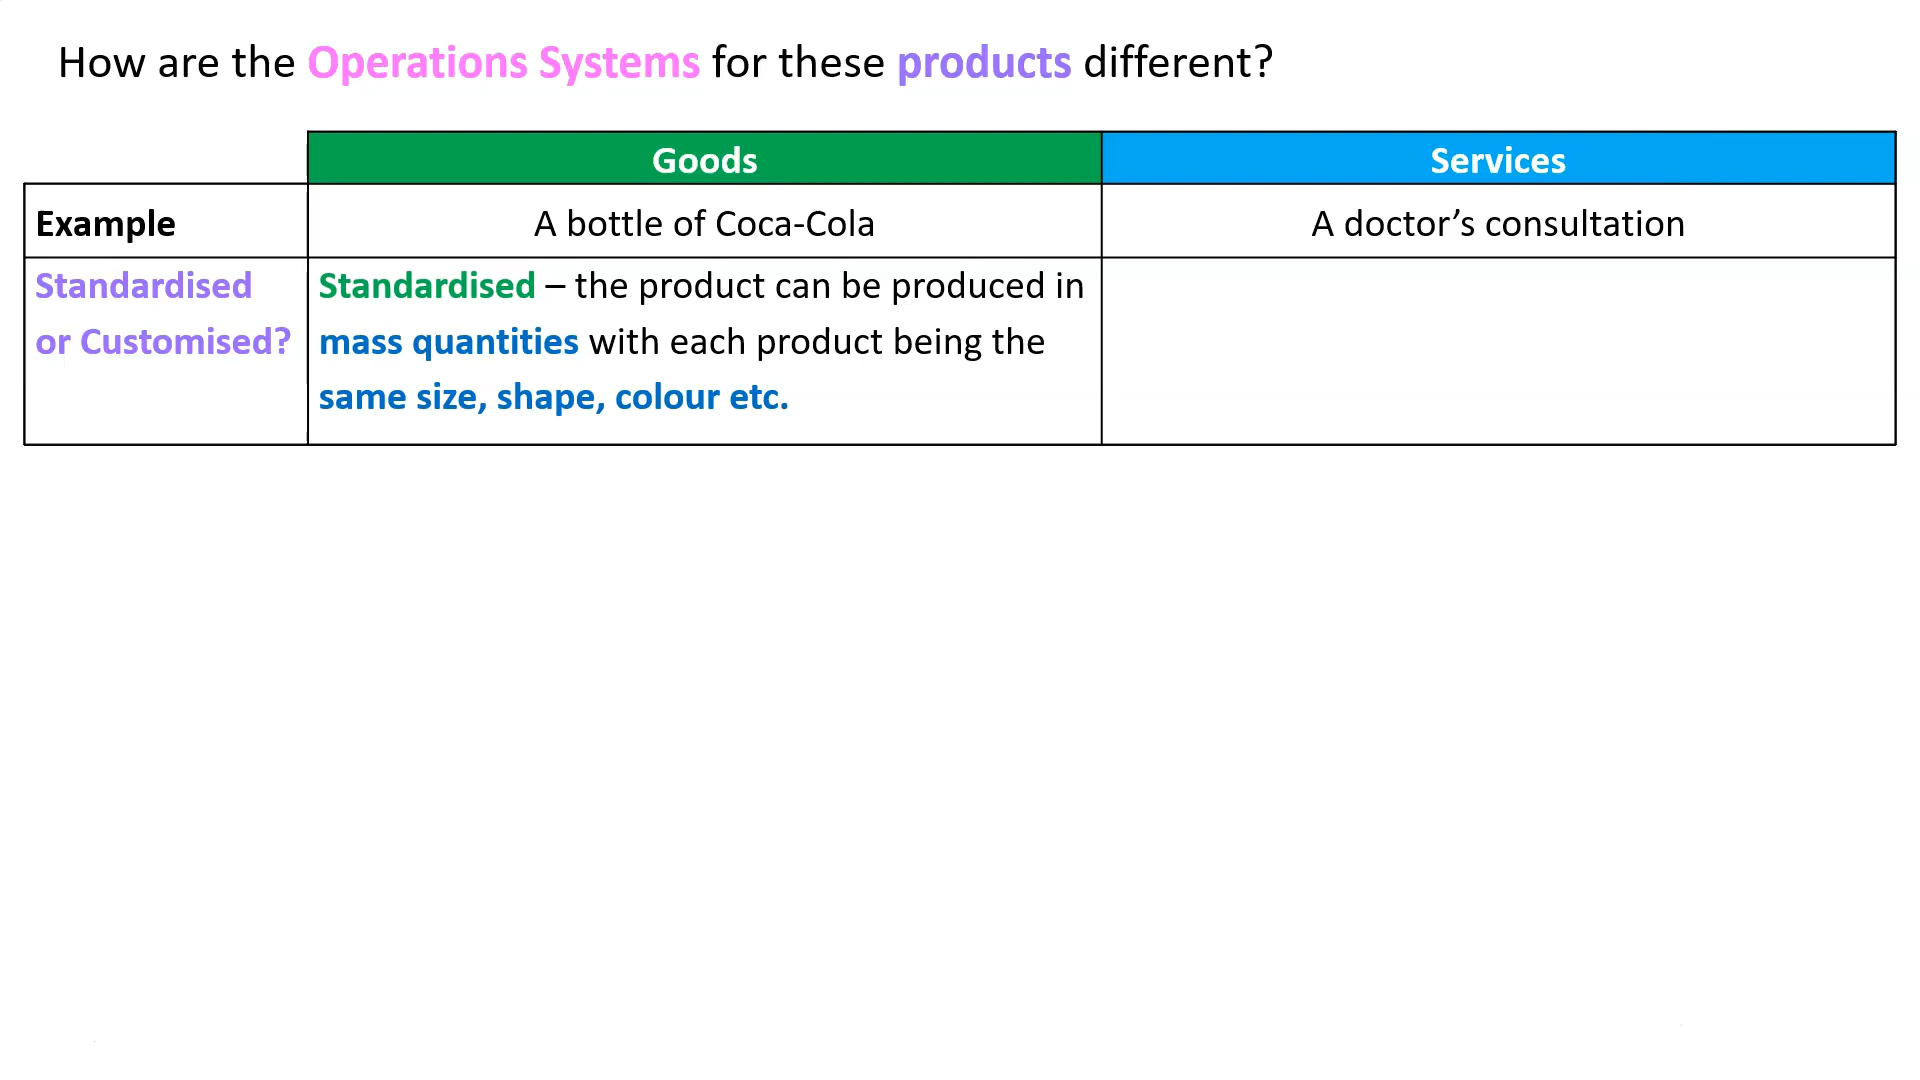 How are the Operations Systems for these products different?
Goods
Services
Example
A bottle of Coca-Cola
A doctor’s consultation
Standardised
or Customised?
Standardised – the product can be produced in
mass quantities with each product being the
same size, shape, colour etc.